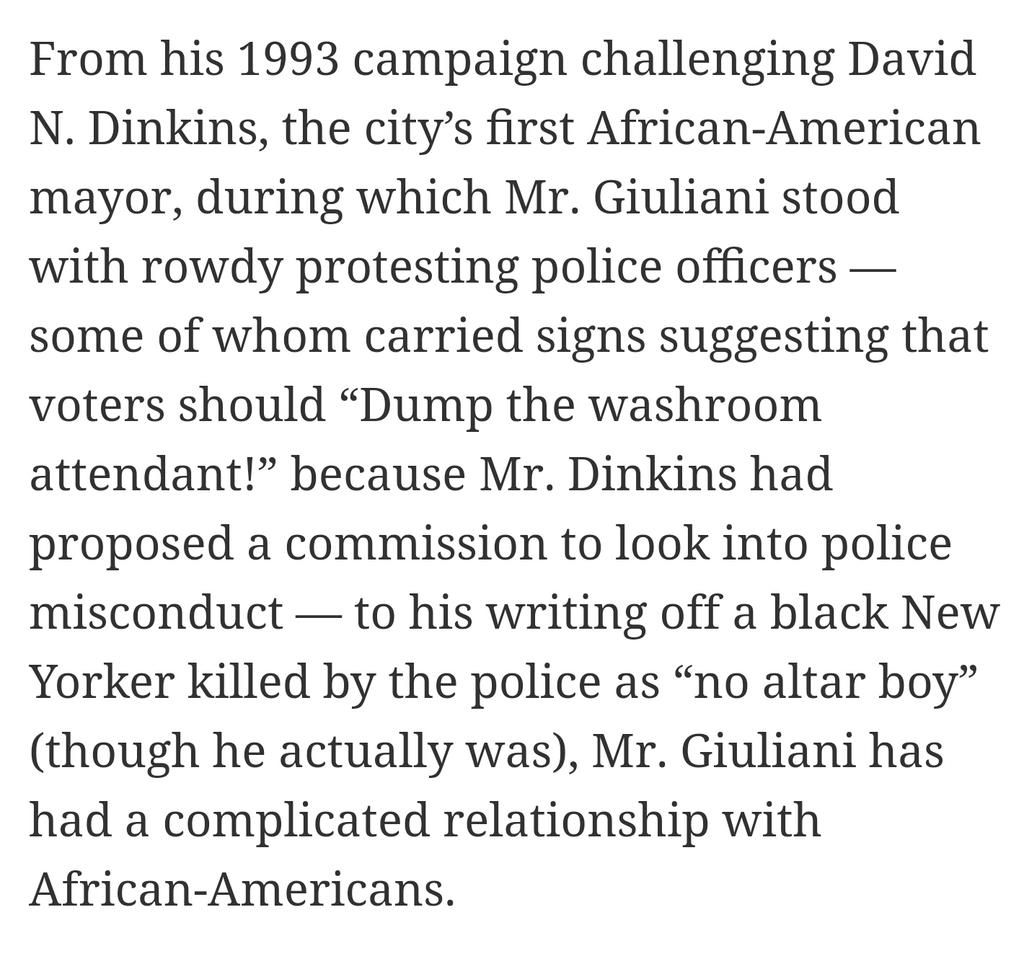 From his 1993 campaign challenging David
N. Dinkins, the city’s first African-American
mayor, during which Mr. Giuliani stood
with rowdy protesting police officers —
some of whom carried signs suggesting that
voters should “Dump the washroom
attendant!” because Mr. Dinkins had
proposed a commission to look into police
misconduct — to his writing off a black New
Yorker killed by the police as “no altar boy”
(though he actually was), Mr. Giuliani has
had a complicated relationship with
African-Americans.